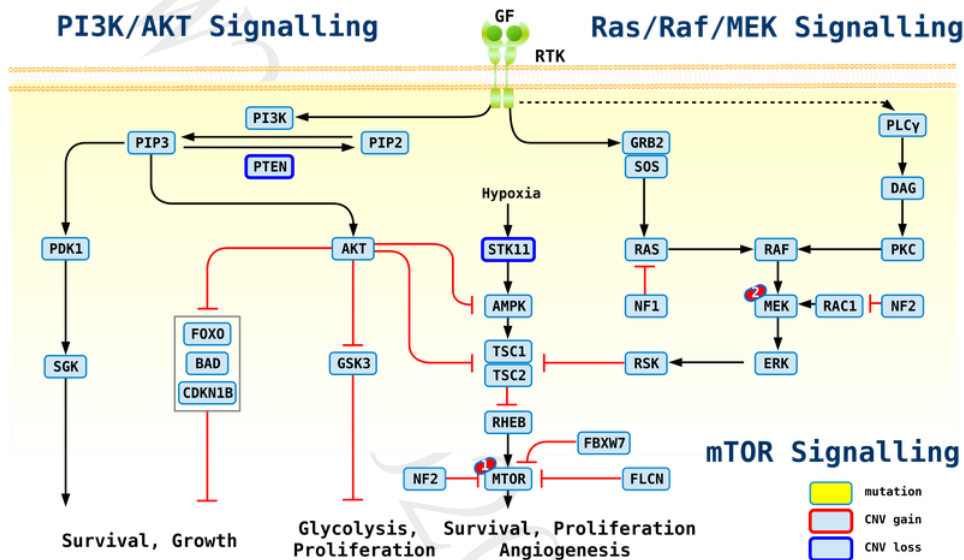 PI3K/AKT Signalling
GF
Ras/Raf/MEK Signalling
RTK
PI3K
PLCγ
PIP3
PIP2
GRB2
PTEN
SOS
DAG
Hypoxia
PDK1
AKT
STK11
RAS
RAF
PKC
2
AMPK
NF1
MEK
RAC1
NF2
FOXO
TSC1
BAD
GSK3
SGK
TSC2
RSK
ERK
CDKN1B
RHEB
FBXW7
mTOR Signalling
1
NF2
MTOR
FLCN
mutation
CNV gain
CNV loss
Survival, Growth
Glycolysis,
Proliferation
Survival, Proliferation
Angiogenesis